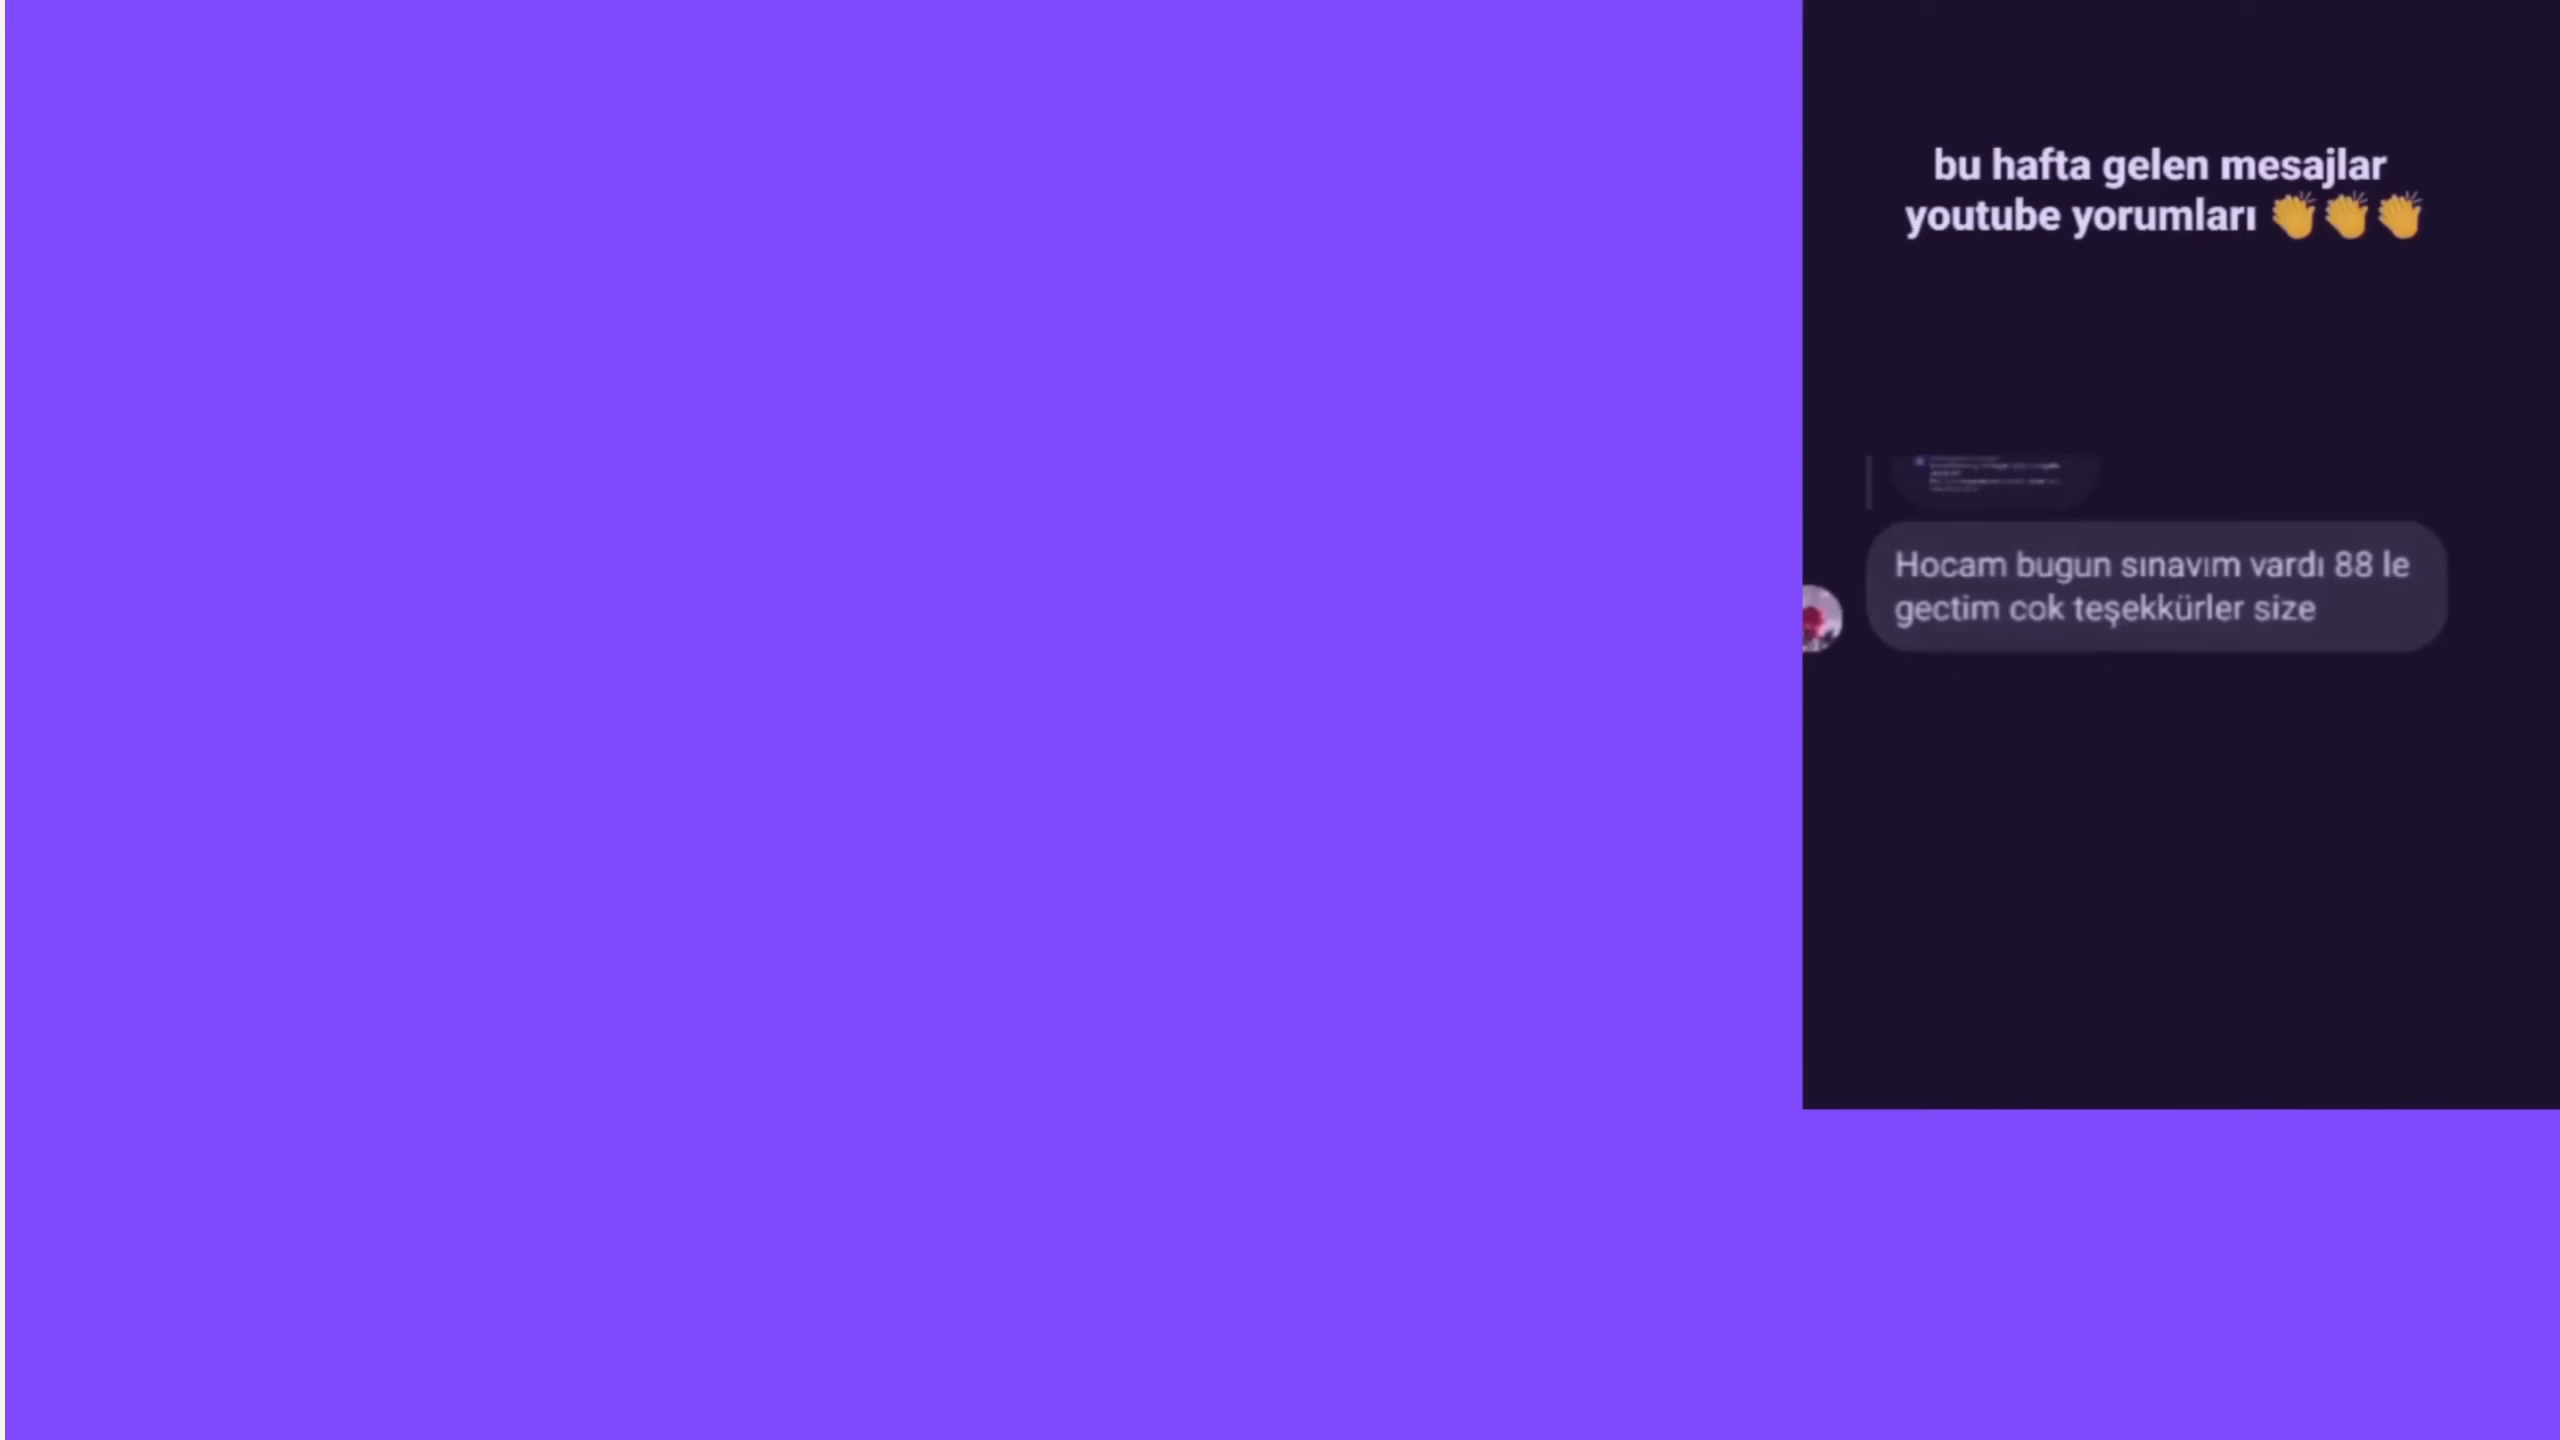 bu hafta gelen mesajlar
youtube yorumları 👏👏👏
Hocam bugun sınavım vardı 88 le
gectim cok teşekkürler size